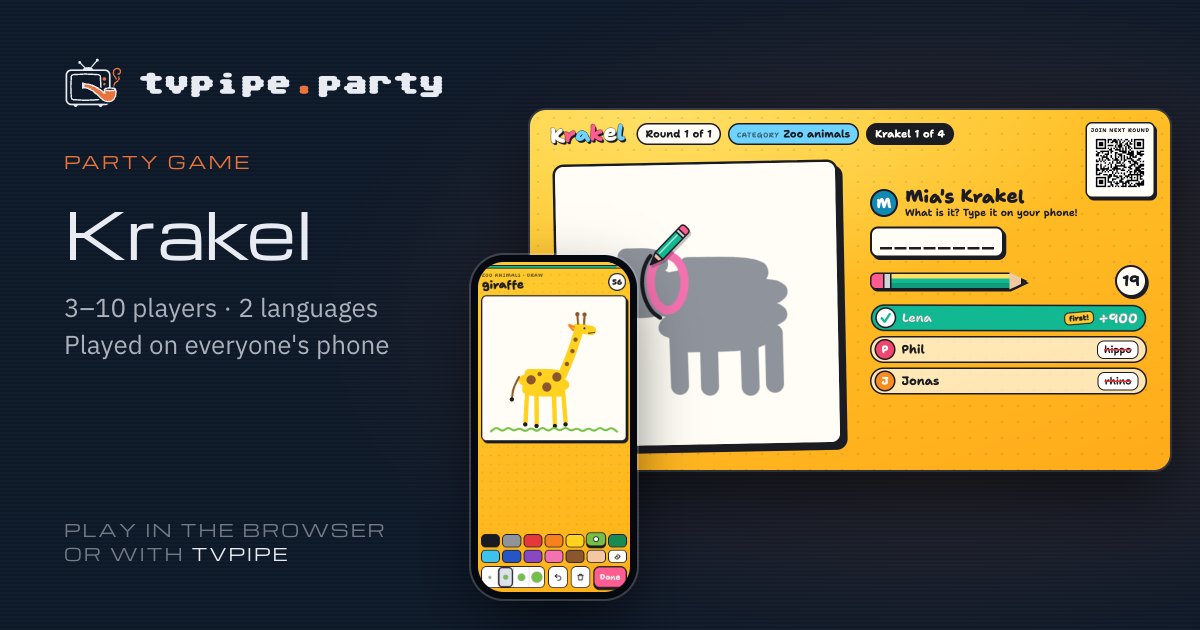 tvpipe.party
PARTY GAME
Krakel
3–10 players · 2 languages
Played on everyone's phone
PLAY IN THE BROWSER
OR WITH TVPIPE
Krakel
Round 1 of 1
CATEGORY Zoo animals
Krakel 1 of 4
JOIN NEXT ROUND
M
Mia's Krakel
What is it? Type it on your phone!
19
Lena
first!
+900
P
Phil
hippo
J
Jonas
rhino
ZOO ANIMALS · DRAW
giraffe
56
Done